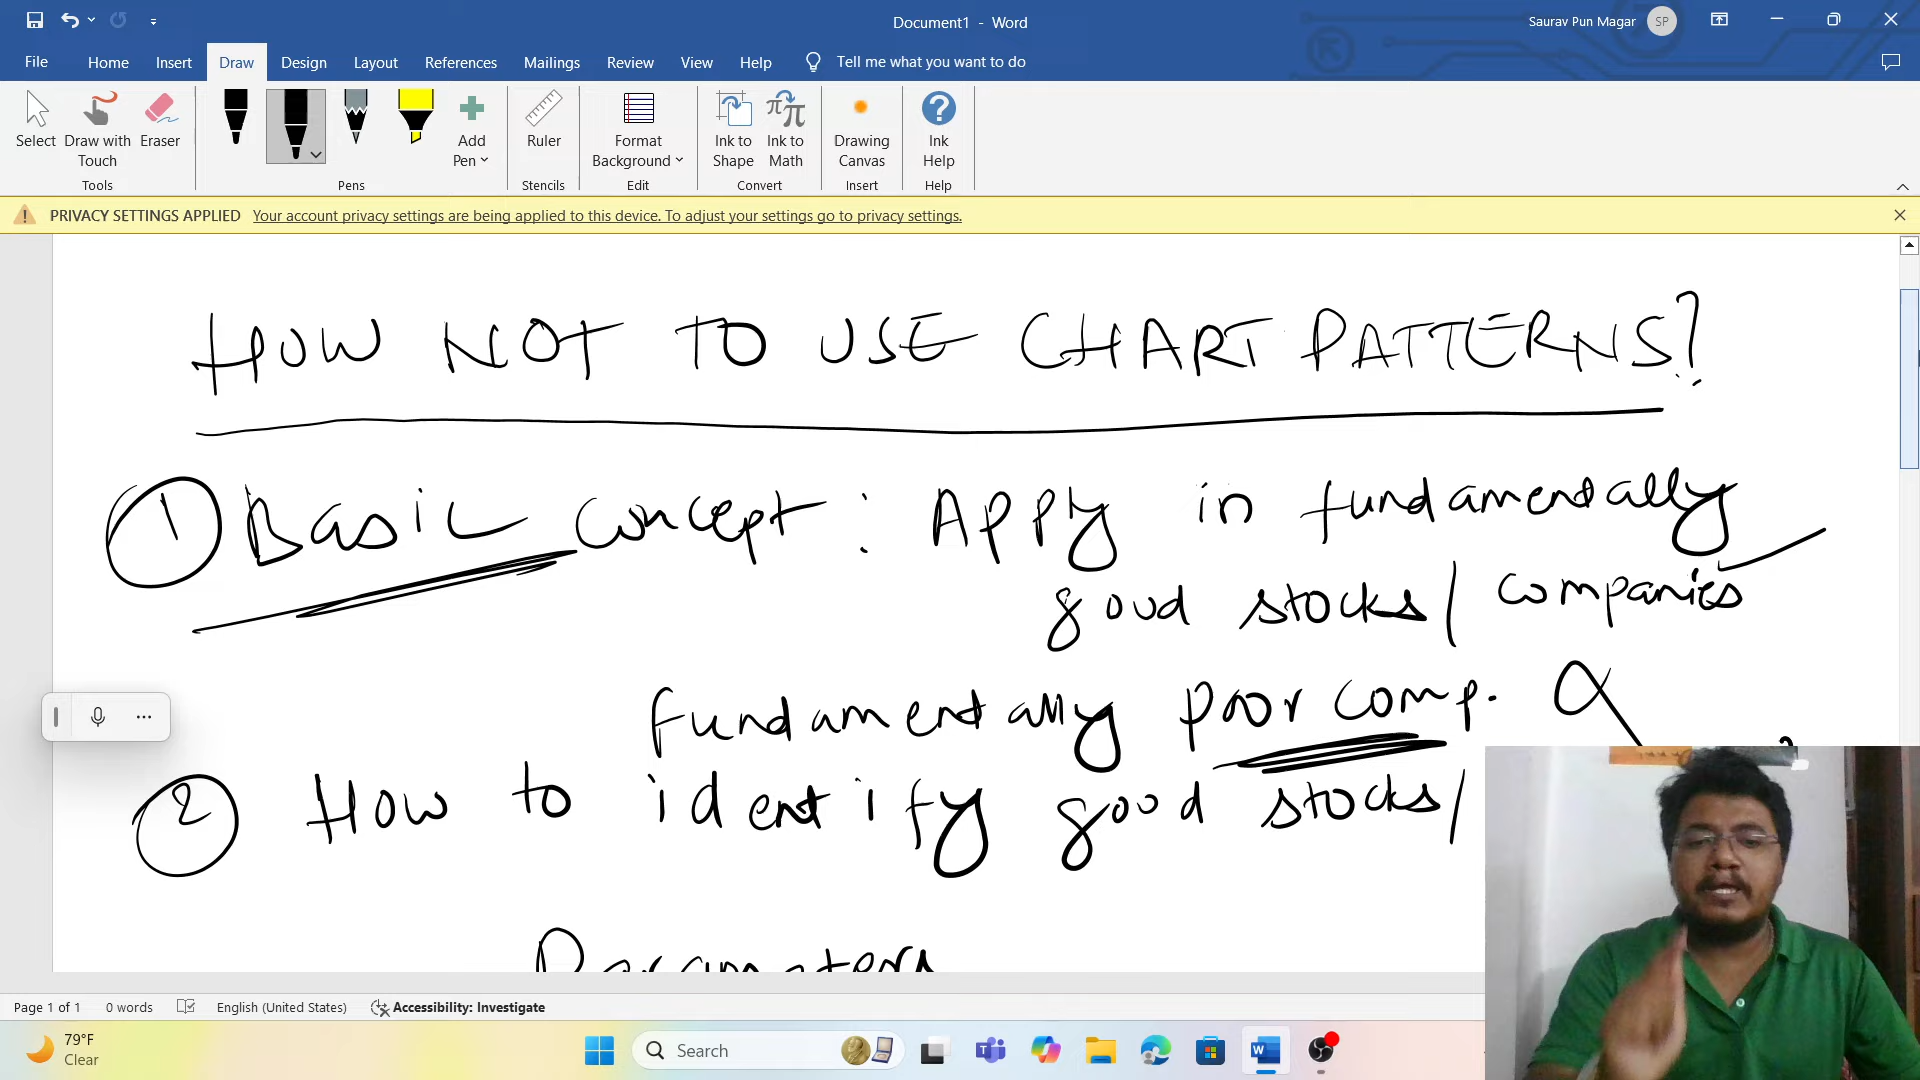 Document1 - Word
Saurav Pun Magar SP
File Home Insert Draw Design Layout References Mailings Review View Help Tell me what you want to do
Select
Draw with Touch
Eraser
Add Pen
Ruler
Format Background
Ink to Shape
Ink to Math
Drawing Canvas
Ink Help
Tools Pens Stencils Edit Convert Insert Help
PRIVACY SETTINGS APPLIED Your account privacy settings are being applied to this device. To adjust your settings go to privacy settings.
HOW NOT TO USE CHART PATTERNS?
1 Basic concept: Apply in fundamentally
good stocks/ companies
fundamentally poor comp.
2 How to identify good stocks/
Parameters
Page 1 of 1 0 words English (United States) Accessibility: Investigate
79°F
Clear
Search